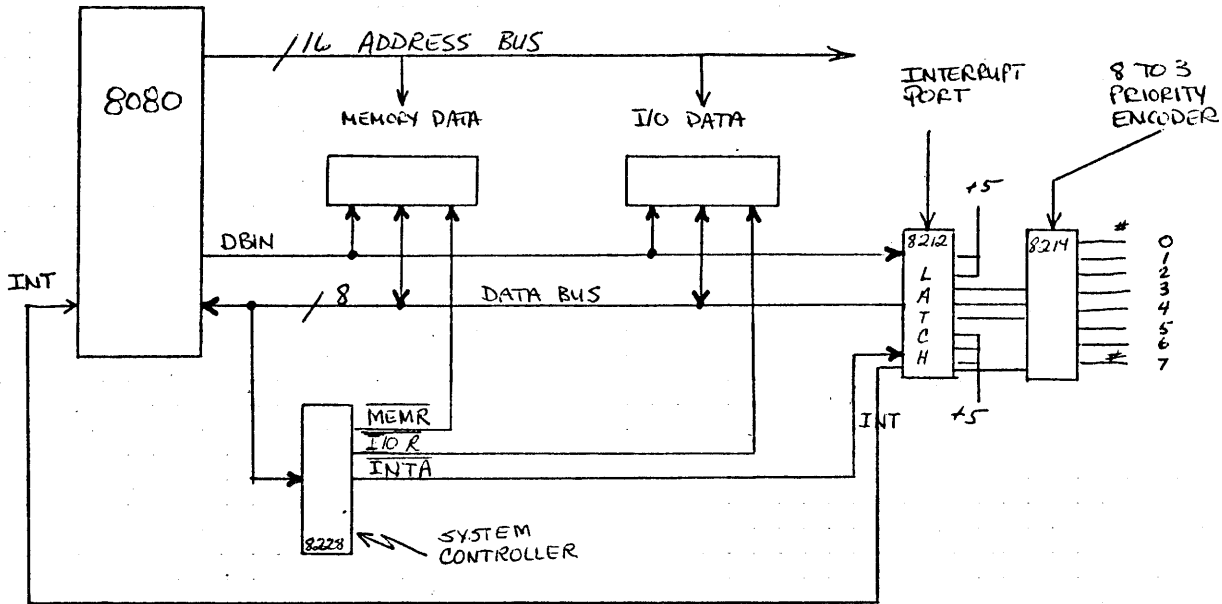 /16 ADDRESS BUS
8080
MEMORY DATA
I/O DATA
INTERRUPT
PORT
8 TO 3
PRIORITY
ENCODER
+5
DBIN
8212
L
A
T
C
H
8214
#
0
1
2
3
4
5
6
# 7
INT
/8 DATA BUS
MEMR
I/O R
INTA
INT
+5
8228
SYSTEM
CONTROLLER